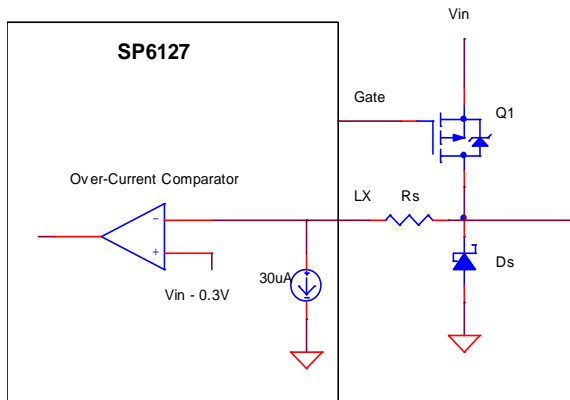 Vin
SP6127
Gate
Q1
Over-Current Comparator
LX
Rs
−
+
30uA
Vin - 0.3V
Ds